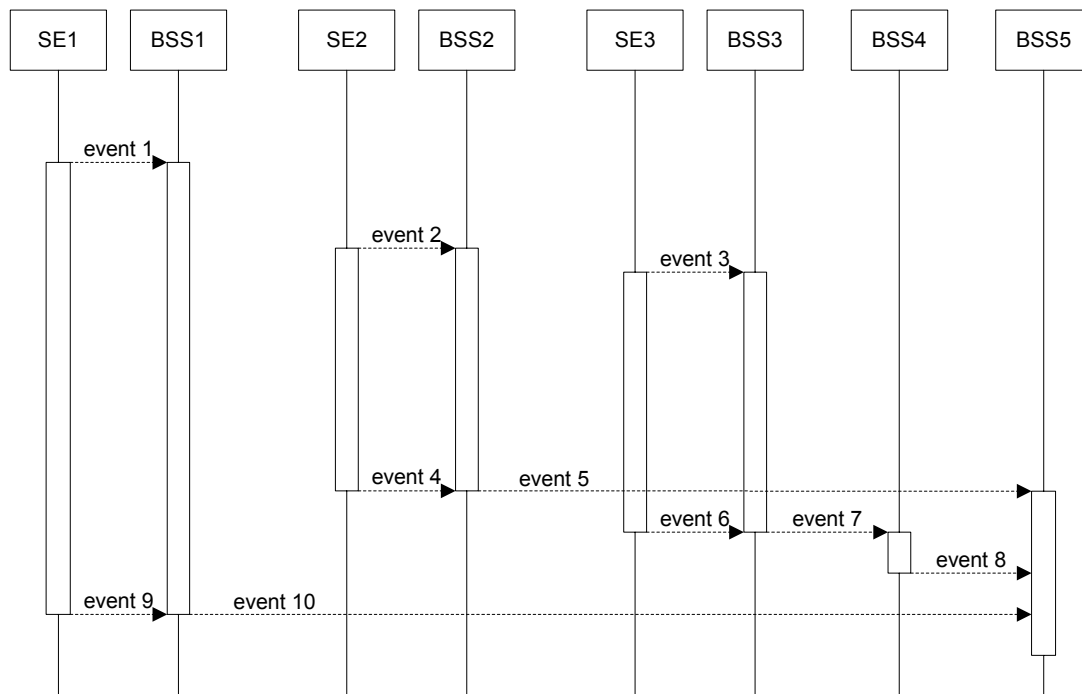 SE1
BSS1
SE2
BSS2
SE3
BSS3
BSS4
BSS5
event 1
event 2
event 3
event 4
event 5
event 6
event 7
event 8
event 9
event 10